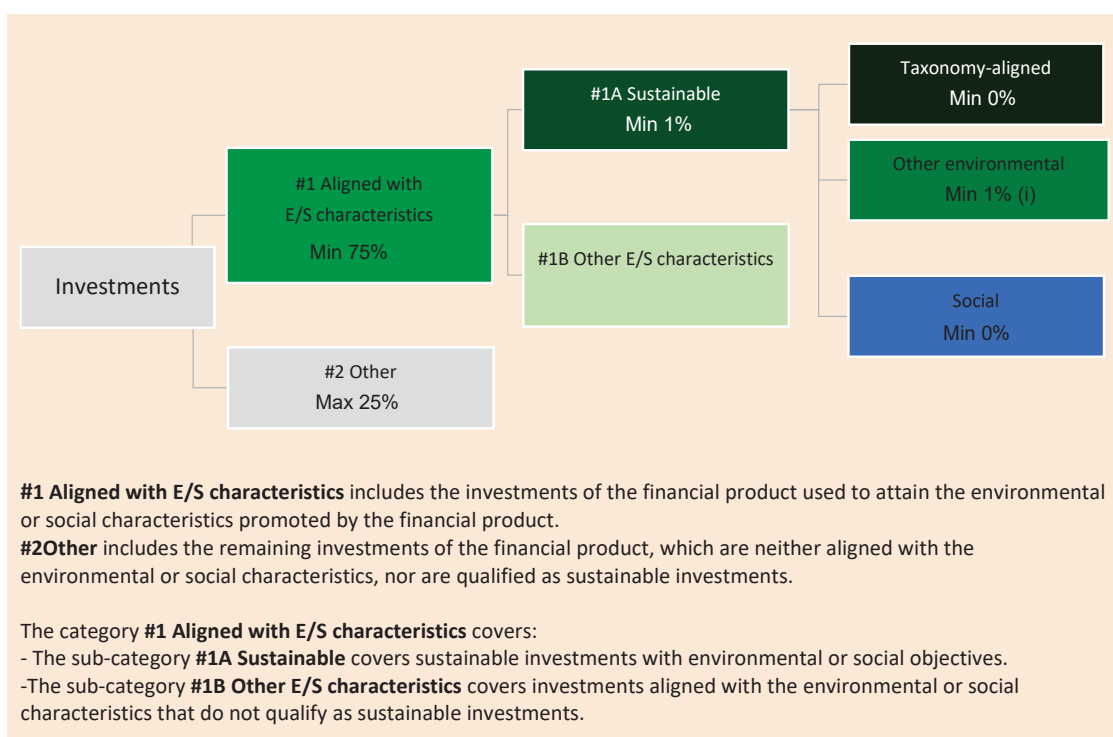 Investments
#1 Aligned with
E/S characteristics
Min 75%
#2 Other
Max 25%
#1A Sustainable
Min 1%
#1B Other E/S characteristics
Taxonomy-aligned
Min 0%
Other environmental
Min 1% (i)
Social
Min 0%
#1 Aligned with E/S characteristics includes the investments of the financial product used to attain the environmental
or social characteristics promoted by the financial product.
#2Other includes the remaining investments of the financial product, which are neither aligned with the
environmental or social characteristics, nor are qualified as sustainable investments.
The category #1 Aligned with E/S characteristics covers:
- The sub-category #1A Sustainable covers sustainable investments with environmental or social objectives.
-The sub-category #1B Other E/S characteristics covers investments aligned with the environmental or social
characteristics that do not qualify as sustainable investments.